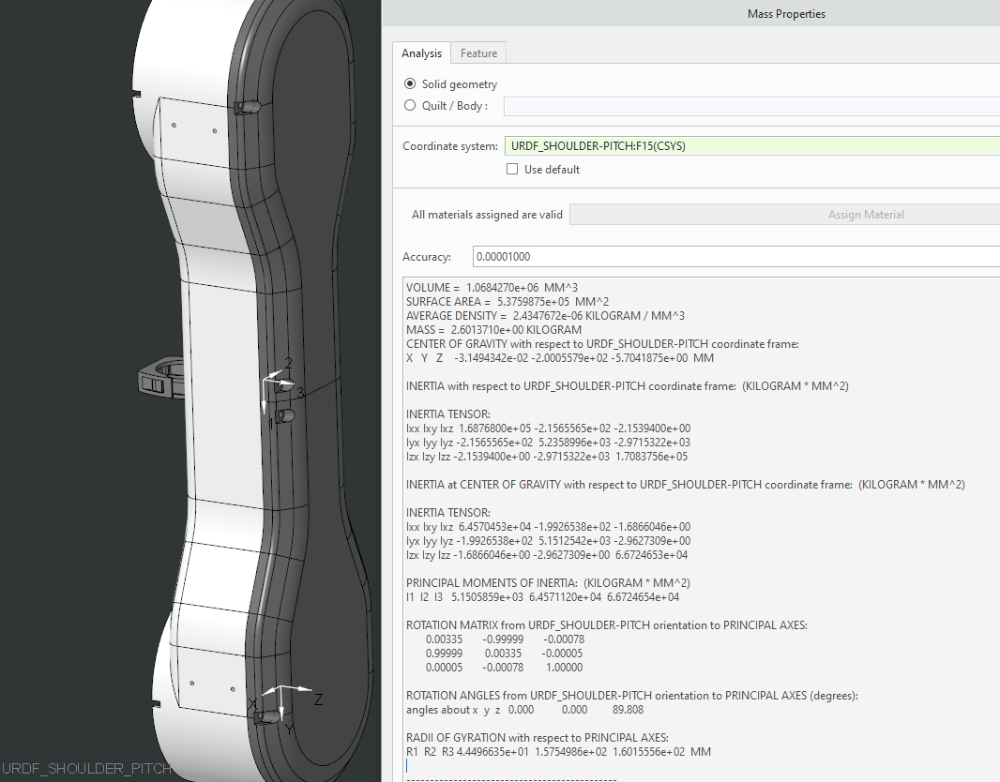 Mass Properties
Analysis
Feature
Solid geometry
Quilt / Body :
Coordinate system:
URDF_SHOULDER-PITCH:F15(CSYS)
Use default
All materials assigned are valid
Assign Material
Accuracy:
0.00001000
VOLUME = 1.0684270e+06 MM^3
SURFACE AREA = 5.3759875e+05 MM^2
AVERAGE DENSITY = 2.4347672e-06 KILOGRAM / MM^3
MASS = 2.6013710e+00 KILOGRAM
CENTER OF GRAVITY with respect to URDF_SHOULDER-PITCH coordinate frame:
X Y Z -3.1494342e-02 -2.0005579e+02 -5.7041875e+00 MM
INERTIA with respect to URDF_SHOULDER-PITCH coordinate frame: (KILOGRAM * MM^2)
INERTIA TENSOR:
Ixx Ixy Ixz 1.6876800e+05 -2.1565565e+02 -2.1539400e+00
Iyx Iyy Iyz -2.1565565e+02 5.2358996e+03 -2.9715322e+03
Izx Izy Izz -2.1539400e+00 -2.9715322e+03 1.7083756e+05
INERTIA at CENTER OF GRAVITY with respect to URDF_SHOULDER-PITCH coordinate frame: (KILOGRAM * MM^2)
INERTIA TENSOR:
Ixx Ixy Ixz 6.4570453e+04 -1.9926538e+02 -1.6866046e+00
Iyx Iyy Iyz -1.9926538e+02 5.1512542e+03 -2.9627309e+00
Izx Izy Izz -1.6866046e+00 -2.9627309e+00 6.6724653e+04
PRINCIPAL MOMENTS OF INERTIA: (KILOGRAM * MM^2)
I1 I2 I3 5.1505859e+03 6.4571120e+04 6.6724654e+04
ROTATION MATRIX from URDF_SHOULDER-PITCH orientation to PRINCIPAL AXES:
0.00335 -0.99999 -0.00078
0.99999 0.00335 -0.00005
0.00005 -0.00078 1.00000
ROTATION ANGLES from URDF_SHOULDER-PITCH orientation to PRINCIPAL AXES (degrees):
angles about x y z 0.000 0.000 89.808
RADII OF GYRATION with respect to PRINCIPAL AXES:
R1 R2 R3 4.4496635e+01 1.5754986e+02 1.6015556e+02 MM
---------------------------------------------
2
3
1
X
Z
Y
URDF_SHOULDER_PITCH